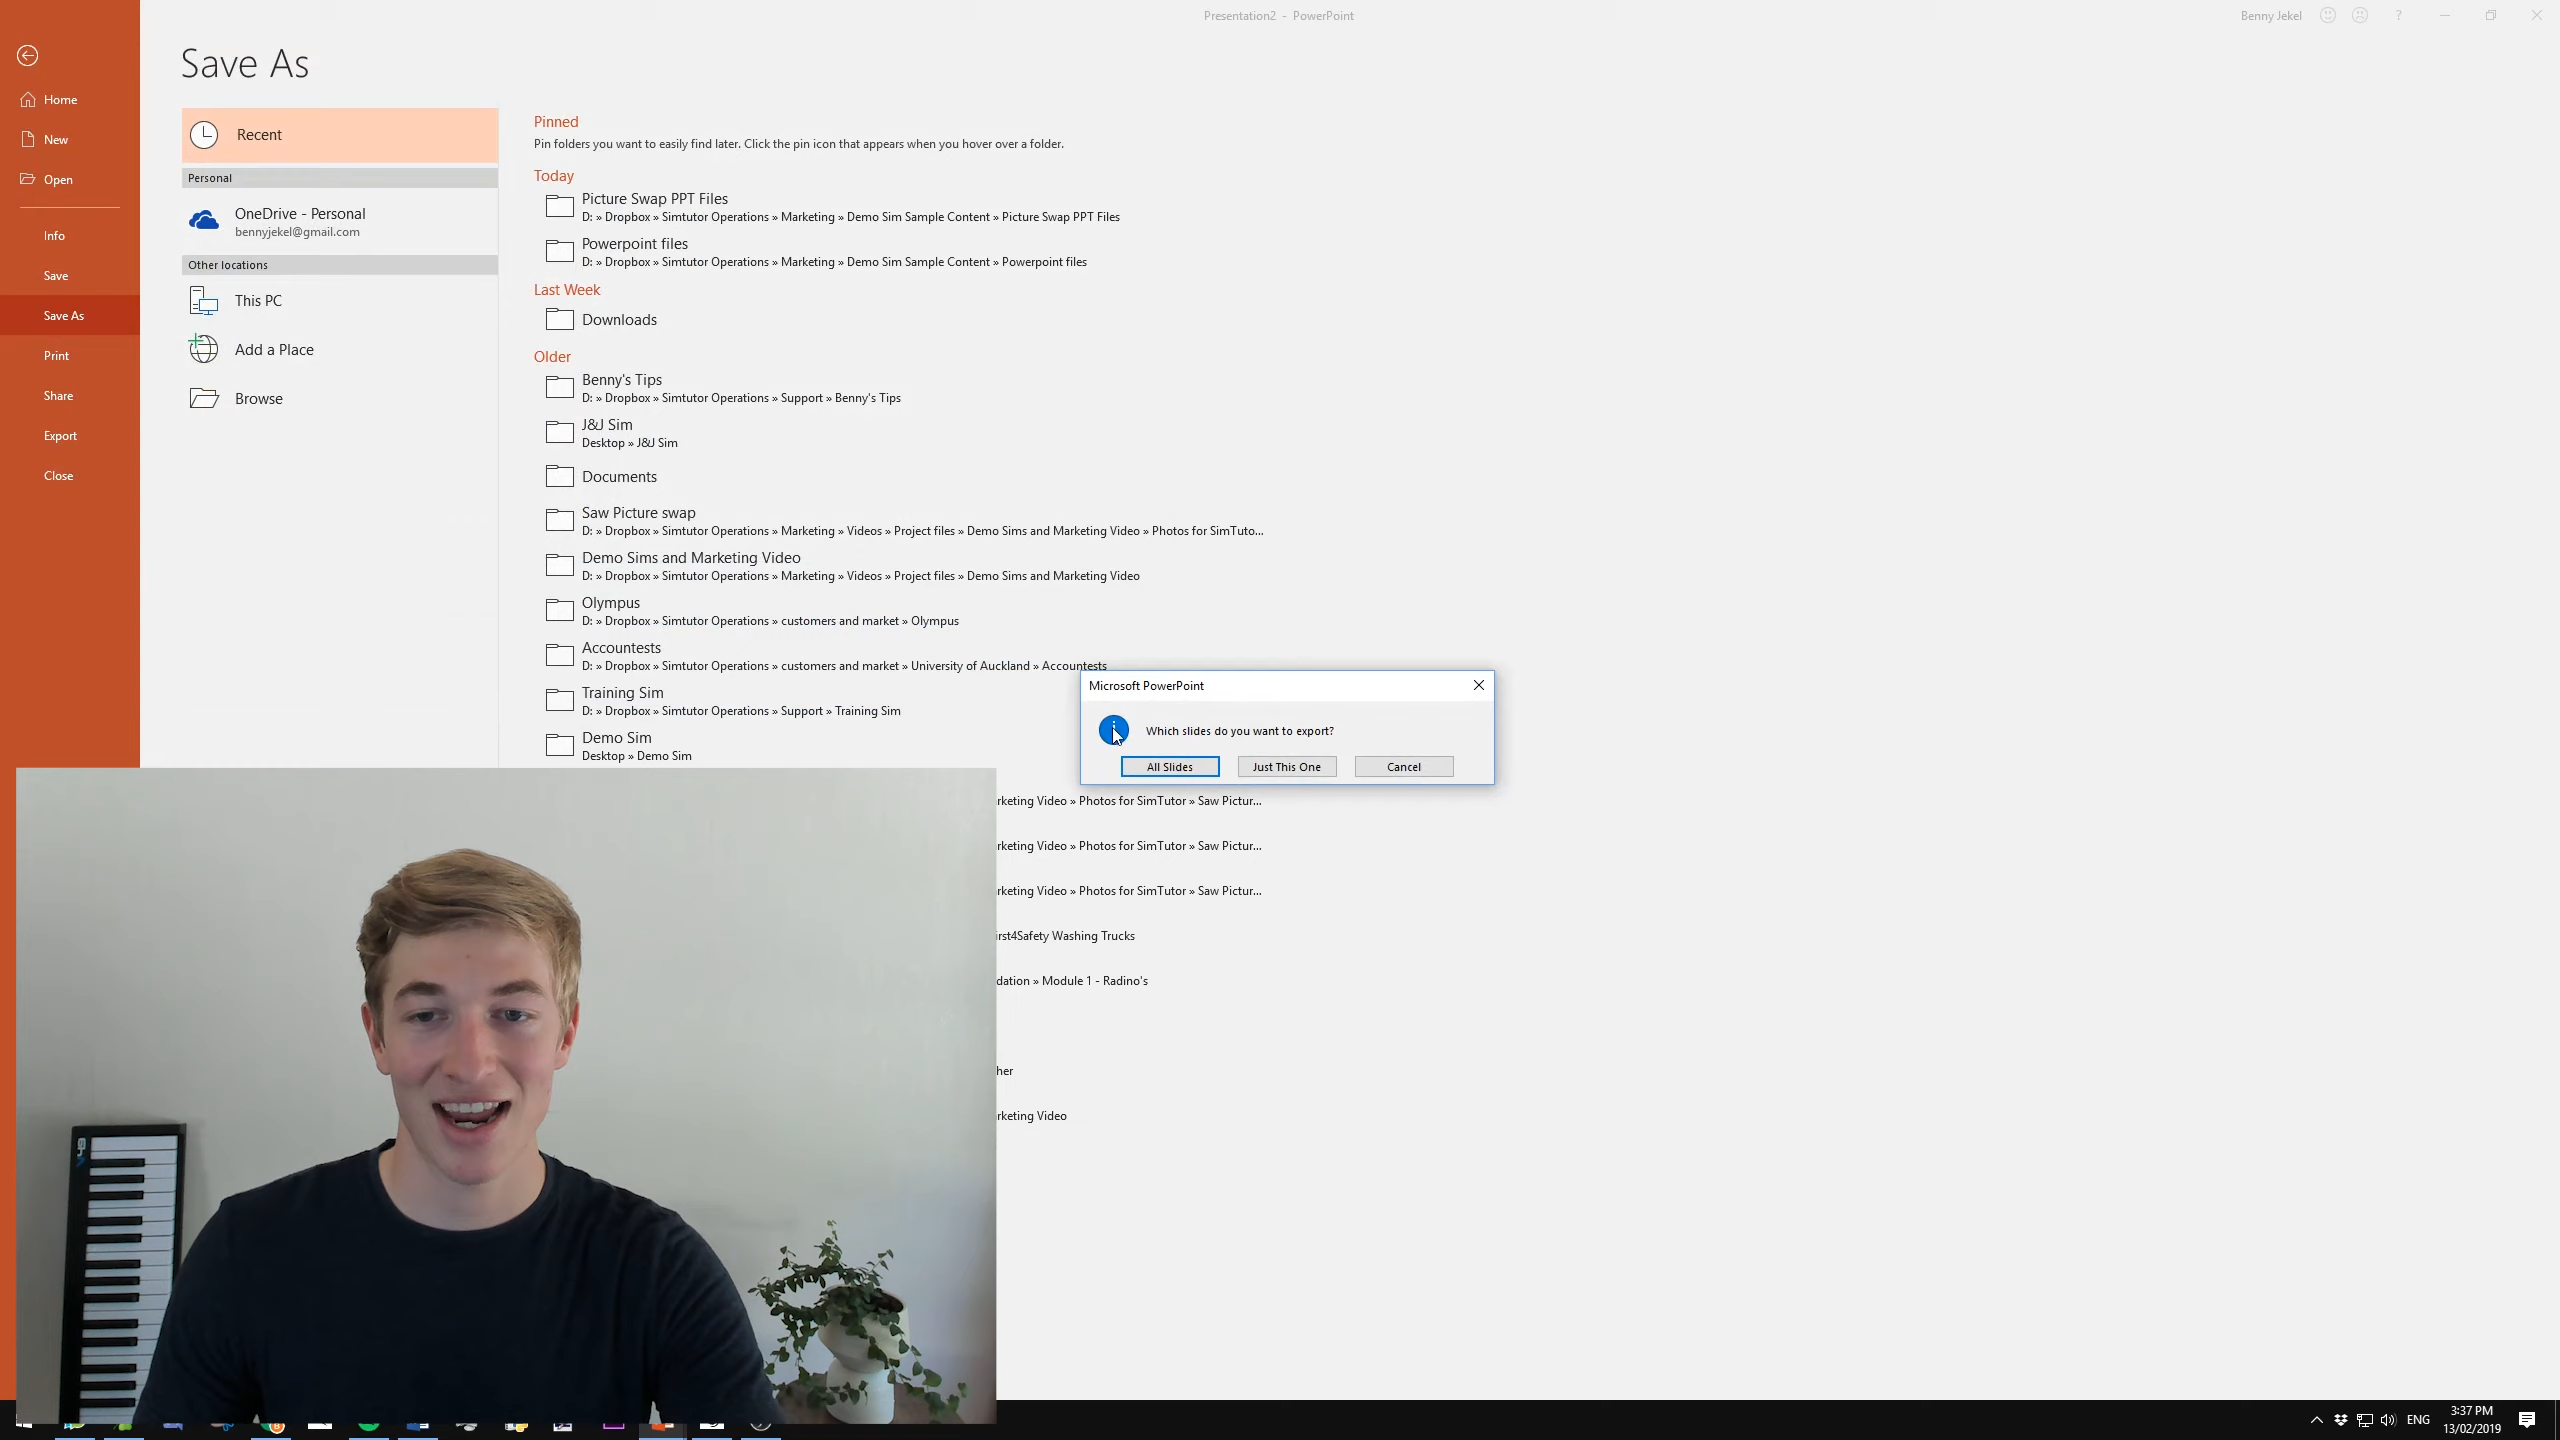 Presentation2 - PowerPoint
Benny Jekel
?
Save As
Home
New
Open
Info
Save
Save As
Print
Share
Export
Close
Recent
Personal
OneDrive - Personal
bennyjekel@gmail.com
Other locations
This PC
Add a Place
Browse
Pinned
Pin folders you want to easily find later. Click the pin icon that appears when you hover over a folder.
Today
Picture Swap PPT Files
D: » Dropbox » Simtutor Operations » Marketing » Demo Sim Sample Content » Picture Swap PPT Files
Powerpoint files
D: » Dropbox » Simtutor Operations » Marketing » Demo Sim Sample Content » Powerpoint files
Last Week
Downloads
Older
Benny's Tips
D: » Dropbox » Simtutor Operations » Support » Benny's Tips
J&J Sim
Desktop » J&J Sim
Documents
Saw Picture swap
D: » Dropbox » Simtutor Operations » Marketing » Videos » Project files » Demo Sims and Marketing Video » Photos for SimTuto...
Demo Sims and Marketing Video
D: » Dropbox » Simtutor Operations » Marketing » Videos » Project files » Demo Sims and Marketing Video
Olympus
D: » Dropbox » Simtutor Operations » customers and market » Olympus
Accountests
D: » Dropbox » Simtutor Operations » customers and market » University of Auckland » Accountests
Training Sim
D: » Dropbox » Simtutor Operations » Support » Training Sim
Demo Sim
Desktop » Demo Sim
rketing Video » Photos for SimTutor » Saw Pictur...
rketing Video » Photos for SimTutor » Saw Pictur...
rketing Video » Photos for SimTutor » Saw Pictur...
irst4Safety Washing Trucks
dation » Module 1 - Radino's
her
rketing Video
Microsoft PowerPoint
Which slides do you want to export?
All Slides
Just This One
Cancel
ENG
3:37 PM
13/02/2019